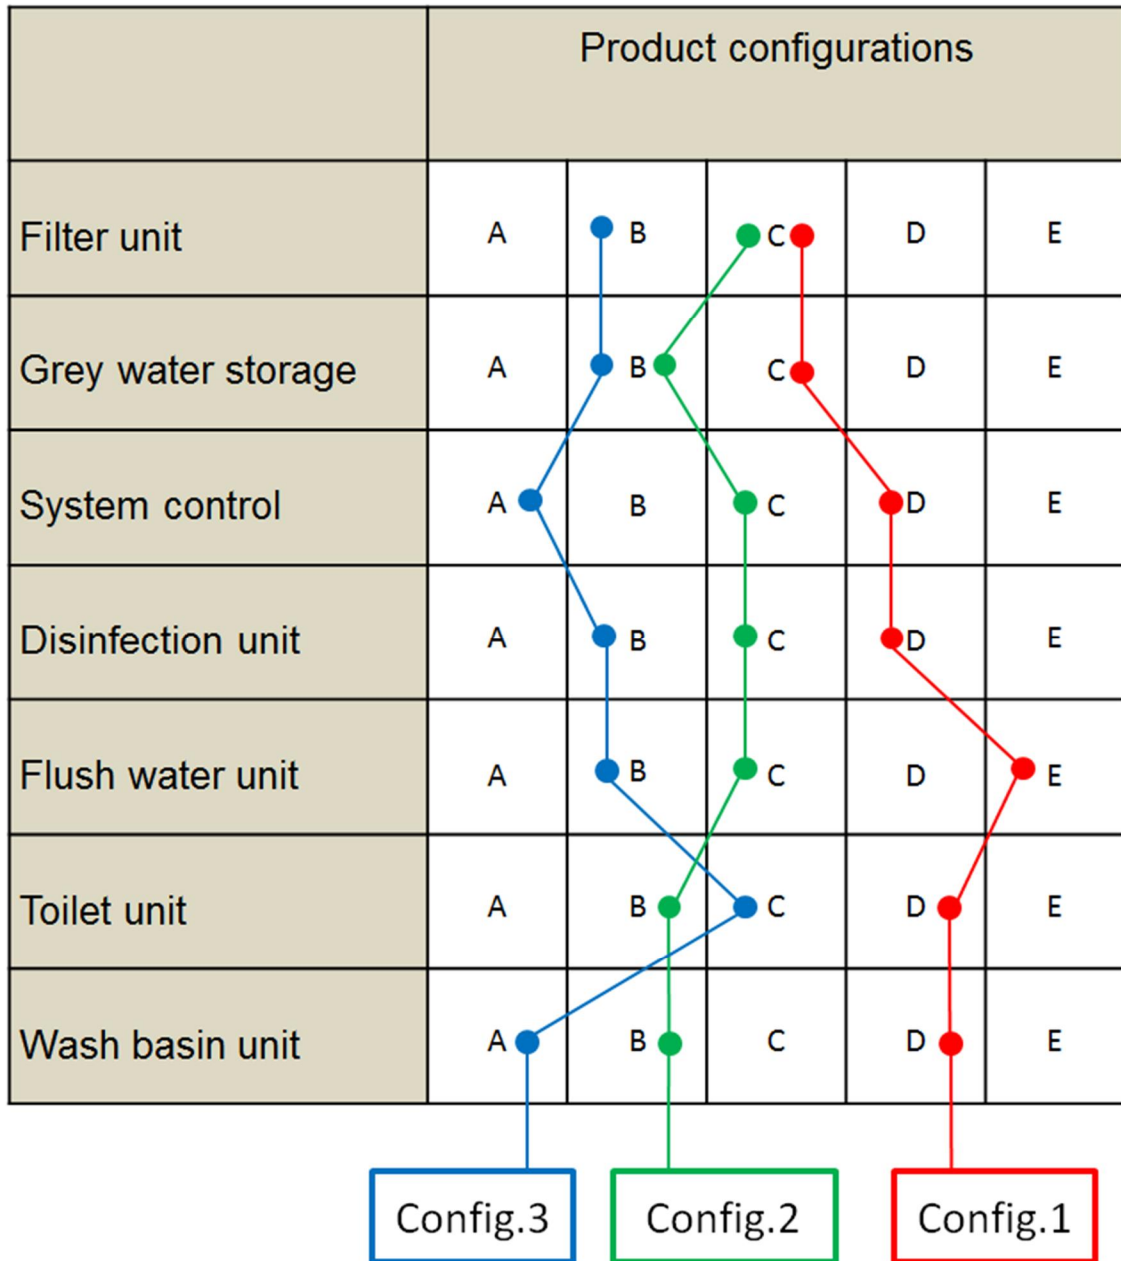 Product configurations
Filter unit A B C D E
Grey water storage A B C D E
System control A B C D E
Disinfection unit A B C D E
Flush water unit A B C D E
Toilet unit A B C D E
Wash basin unit A B C D E
Config.3 Config.2 Config.1